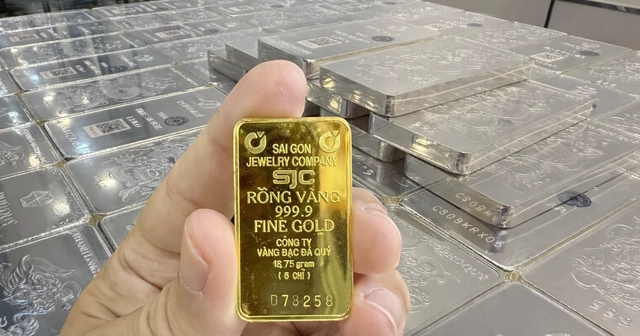 SAI GON
JEWELRY COMPANY
SJC
RỒNG VÀNG
999.9
FINE GOLD
CÔNG TY
VÀNG BẠC ĐÁ QUÝ
18,75 gram
( 5 CHỈ )
D78258